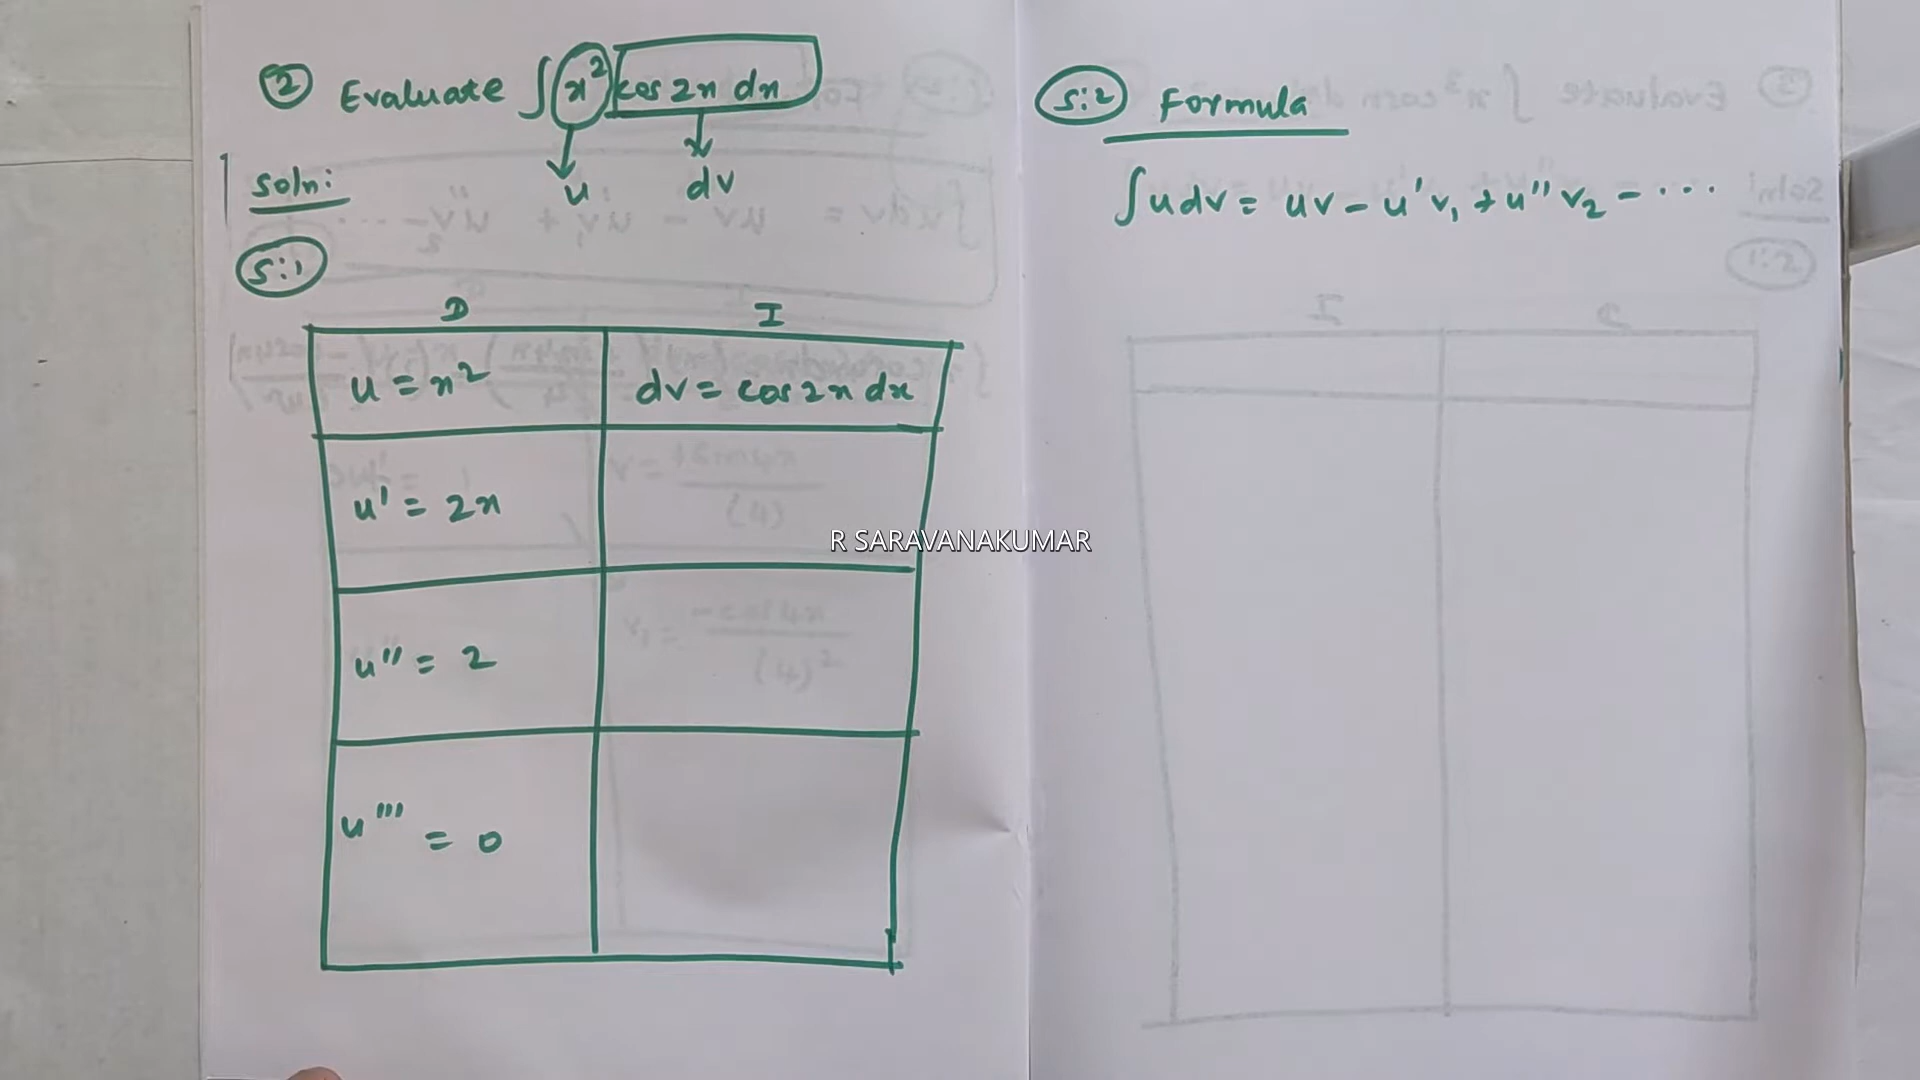 ② Evaluate ∫ x² cos 2x dx
u dv
Soln:
S:1
D I
u = x² dv = cos 2x dx
u' = 2x
u'' = 2
u''' = 0
S:2 Formula
∫ u dv = uv - u'v₁ + u''v₂ - ...
R SARAVANAKUMAR